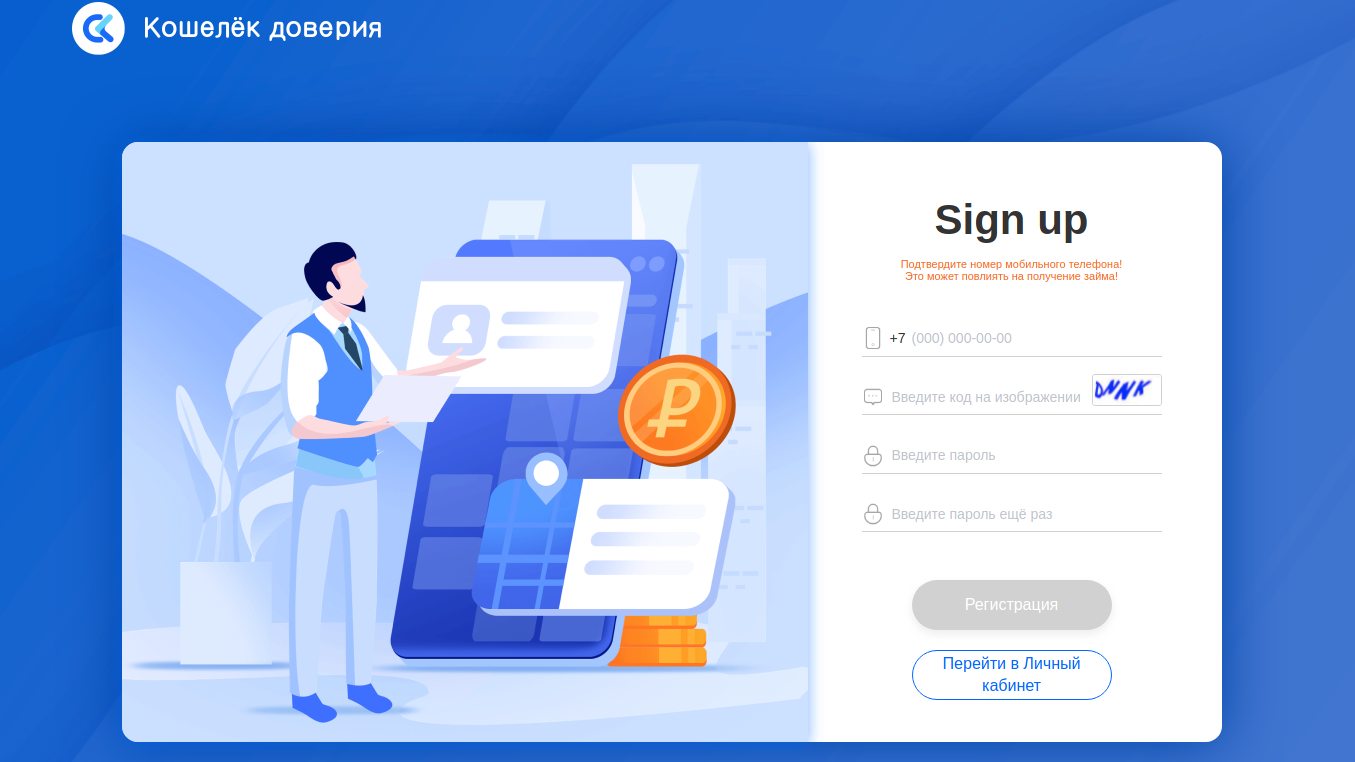 Кошелёк доверия
Sign up
Подтвердите номер мобильного телефона!
Это может повлиять на получение займа!
+7 (000) 000-00-00
Введите код на изображении
DNNK
Введите пароль
Введите пароль ещё раз
Регистрация
Перейти в Личный
кабинет